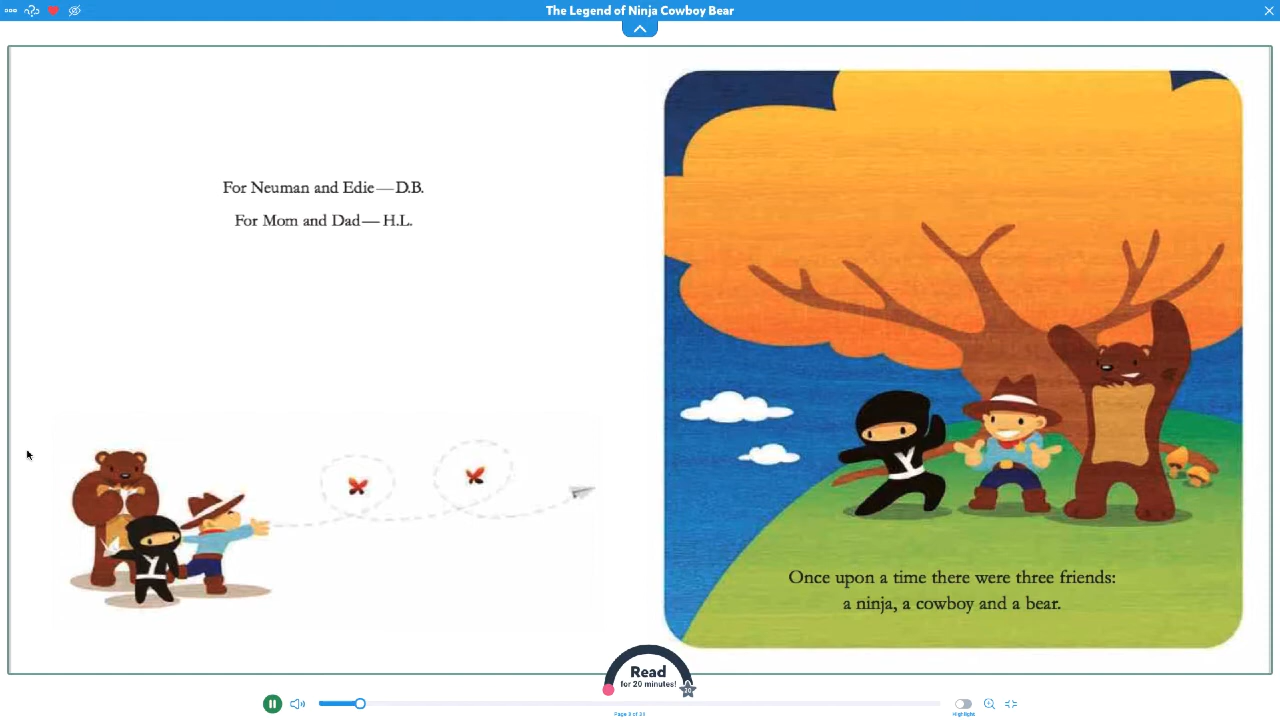 The Legend of Ninja Cowboy Bear
For Neuman and Edie—D.B.
For Mom and Dad—H.L.
Once upon a time there were three friends:
a ninja, a cowboy and a bear.
Read
for 20 minutes!
Highlight